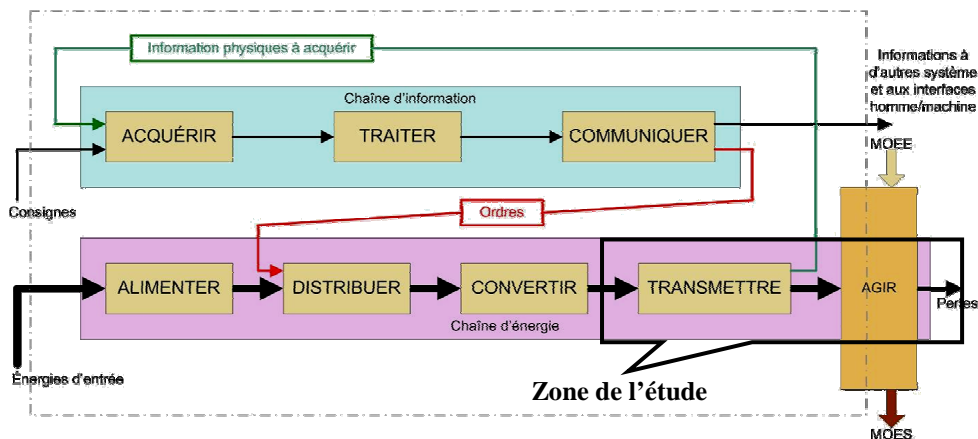 Information physiques à acquérir
Informations à
d'autres système
et aux interfaces
homme/machine
Chaîne d'information
ACQUÉRIR
TRAITER
COMMUNIQUER
MOEE
Consignes
Ordres
ALIMENTER
DISTRIBUER
CONVERTIR
TRANSMETTRE
AGIR
Pertes
Chaîne d'énergie
Énergies d'entrée
Zone de l'étude
MOES